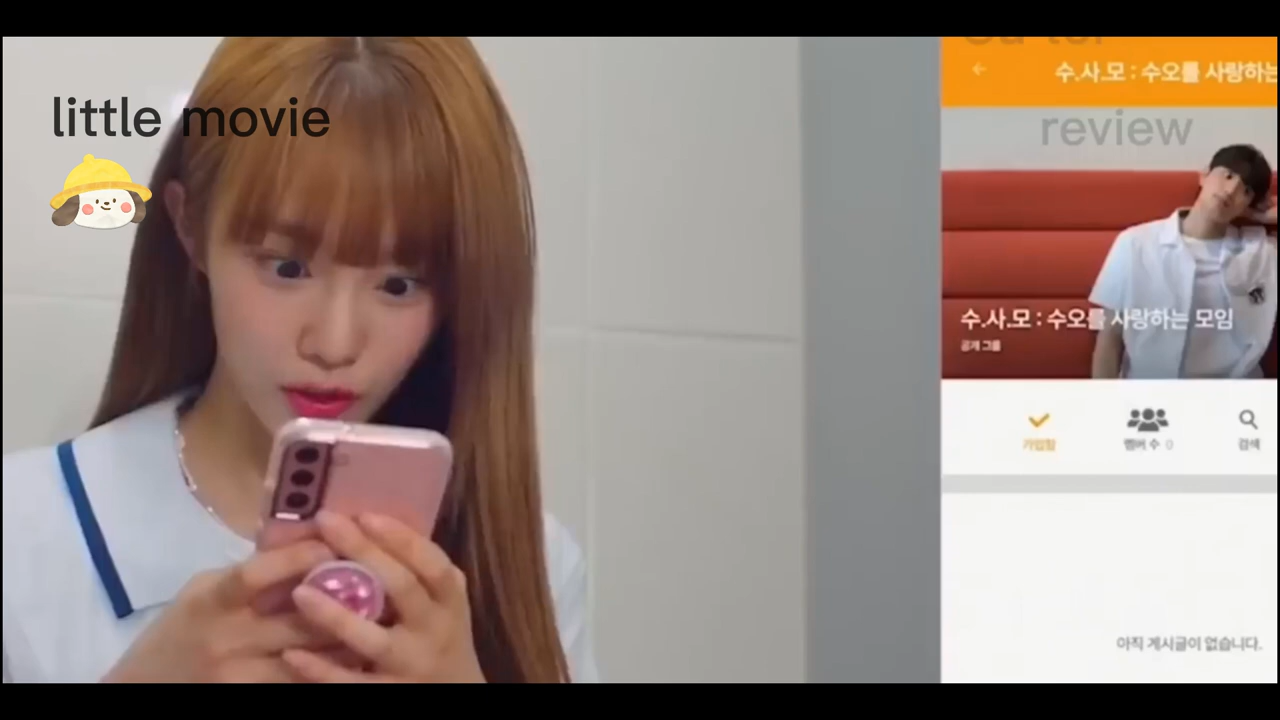 little movie
수.사.모 : 수오를 사랑하는
review
수.사.모 : 수오를 사랑하는 모임
공개 그룹
가입함
멤버 수 0
검색
아직 게시글이 없습니다.